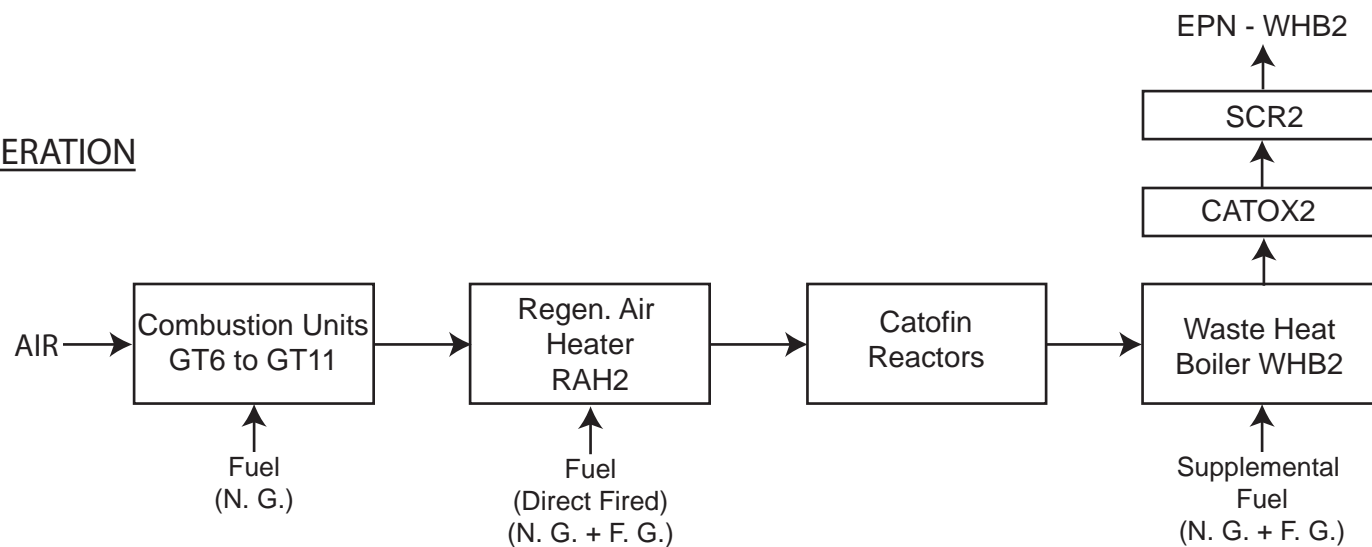 EPN - WHB2
SCR2
ERATION
CATOX2
AIR
Combustion Units
GT6 to GT11
Regen. Air
Heater
RAH2
Catofin
Reactors
Waste Heat
Boiler WHB2
Fuel
(N. G.)
Fuel
(Direct Fired)
(N. G. + F. G.)
Supplemental
Fuel
(N. G. + F. G.)